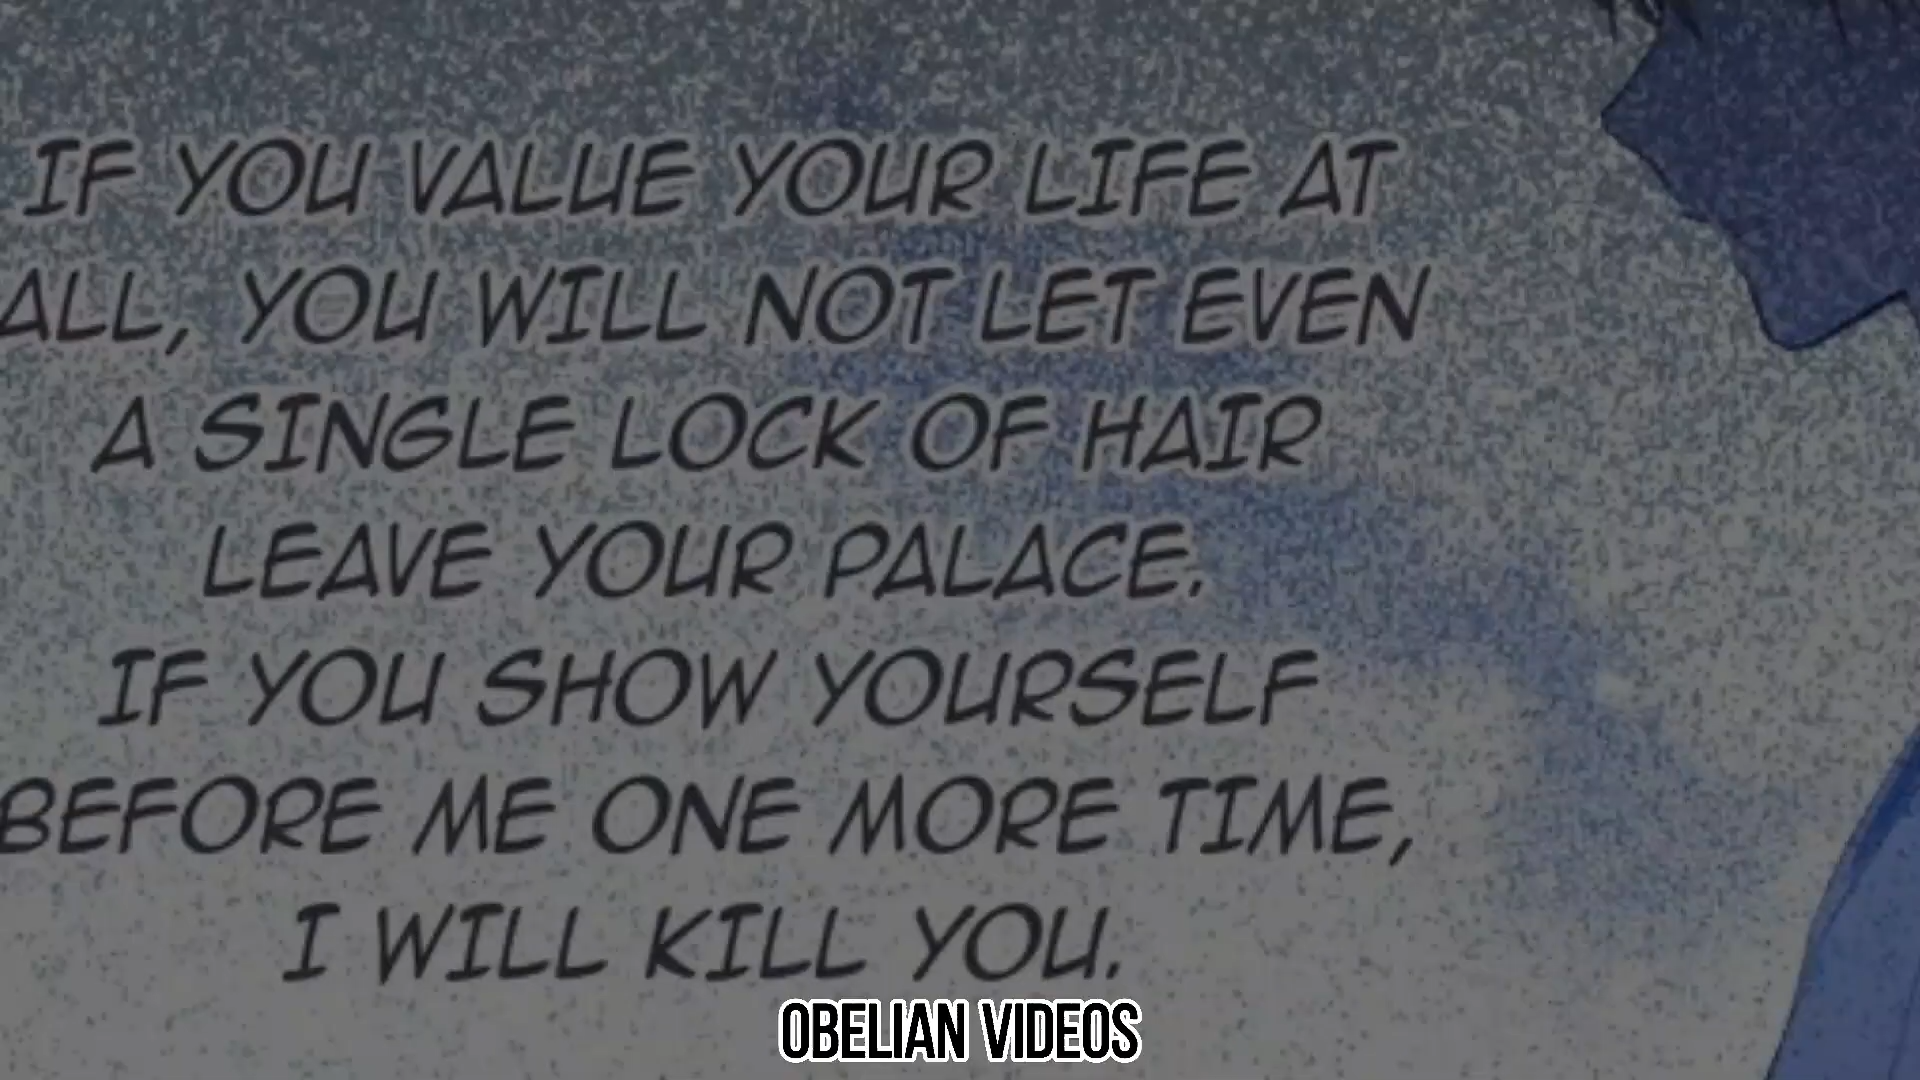 IF YOU VALUE YOUR LIFE AT
ALL, YOU WILL NOT LET EVEN
A SINGLE LOCK OF HAIR
LEAVE YOUR PALACE.
IF YOU SHOW YOURSELF
BEFORE ME ONE MORE TIME,
I WILL KILL YOU.
OBELIAN VIDEOS